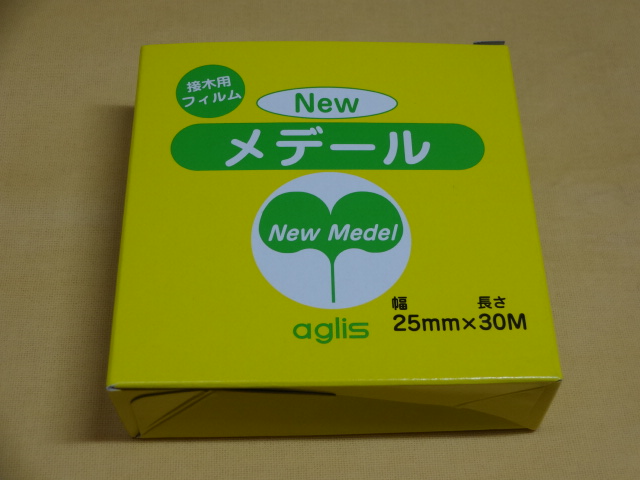 接木用
フィルム
New
メデール
New Medel
aglis
幅 長さ
25mm×30M